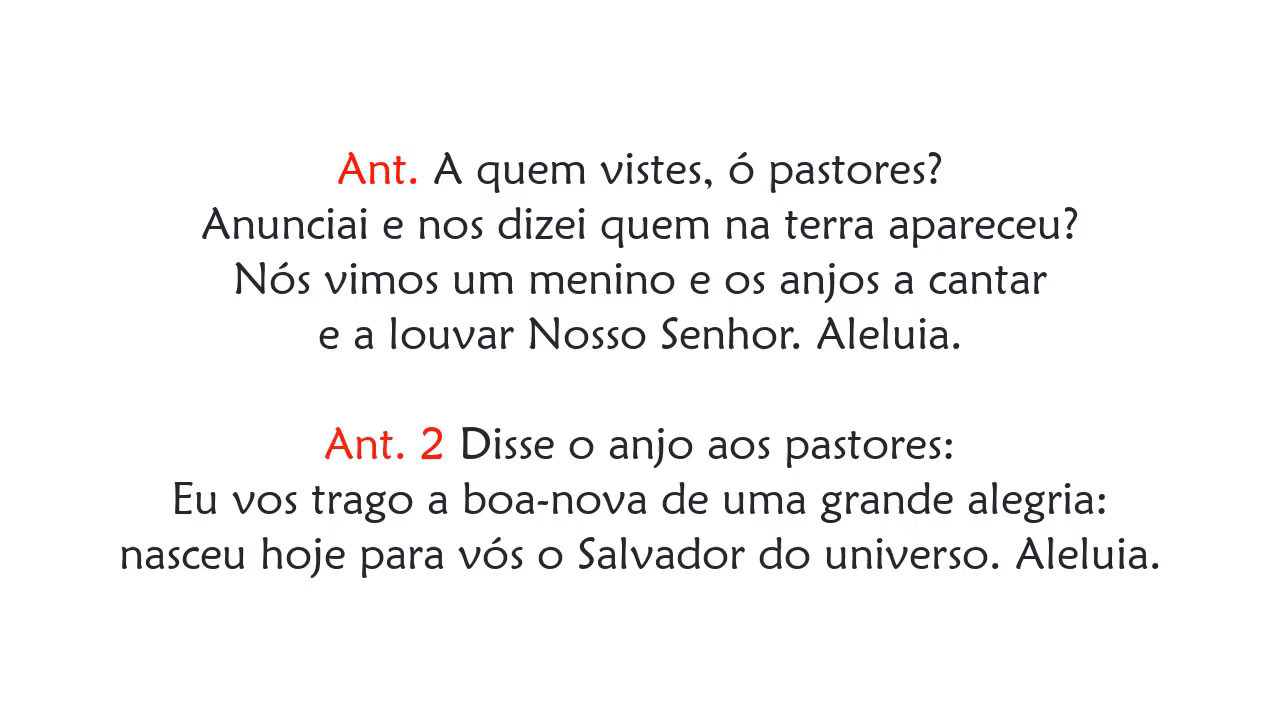 Ant. A quem vistes, ó pastores?
Anunciai e nos dizei quem na terra apareceu?
Nós vimos um menino e os anjos a cantar
e a louvar Nosso Senhor. Aleluia.
Ant. 2 Disse o anjo aos pastores:
Eu vos trago a boa-nova de uma grande alegria:
nasceu hoje para vós o Salvador do universo. Aleluia.